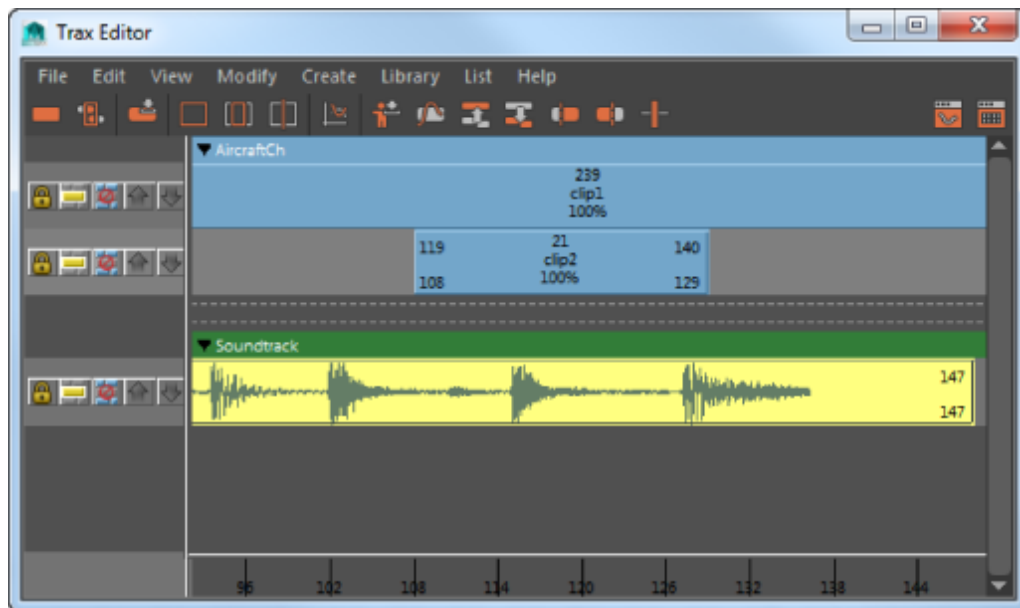 Trax Editor
File Edit View Modify Create Library List Help
AircraftCh
239
clip1
100%
119 21 140
clip2
108 100% 129
Soundtrack
147
147
96 102 108 114 120 126 132 138 144